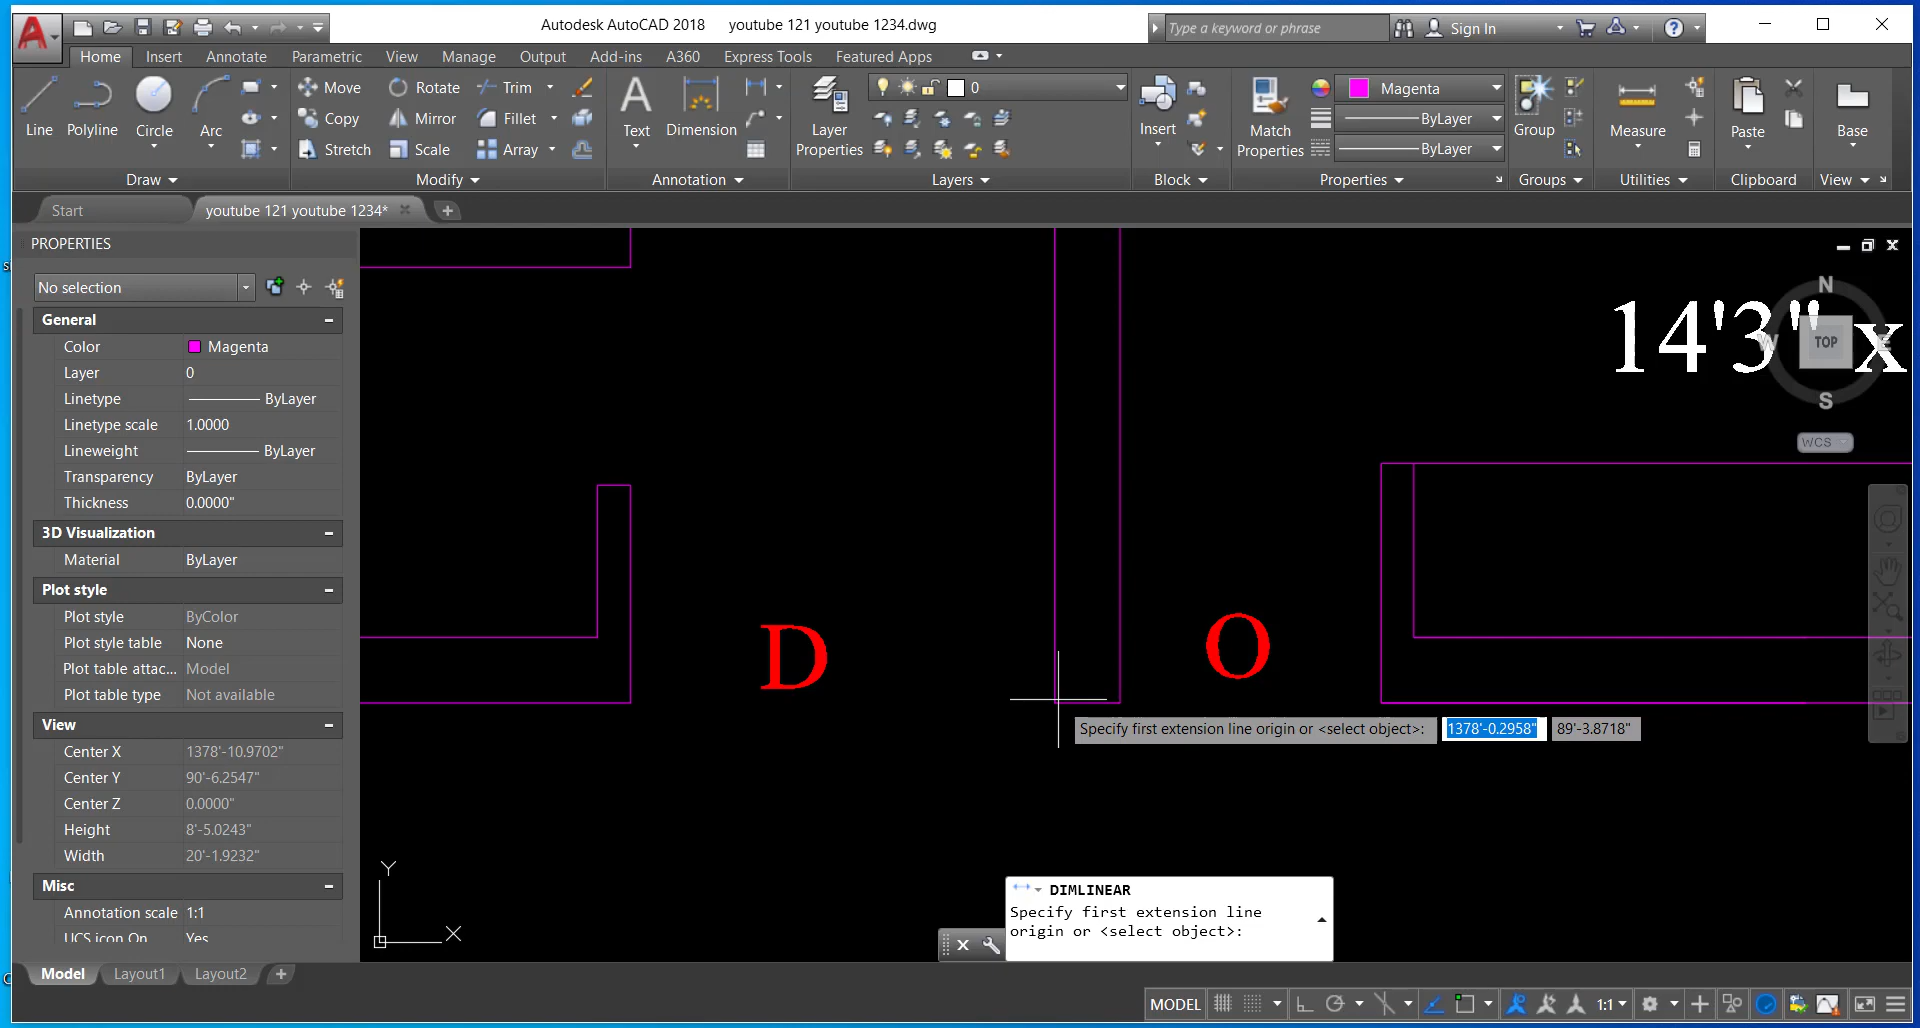 Autodesk AutoCAD 2018 youtube 121 youtube 1234.dwg
Type a keyword or phrase
Sign In
Home Insert Annotate Parametric View Manage Output Add-ins A360 Express Tools Featured Apps
Line Polyline Circle Arc
Move Rotate Trim
Copy Mirror Fillet
Stretch Scale Array
Text Dimension
Layer Properties
0
Insert
Match Properties
Magenta
ByLayer
ByLayer
Group
Measure
Paste
Base
Draw Modify Annotation Layers Block Properties Groups Utilities Clipboard View
Start youtube 121 youtube 1234*
PROPERTIES
No selection
General
Color Magenta
Layer 0
Linetype ByLayer
Linetype scale 1.0000
Lineweight ByLayer
Transparency ByLayer
Thickness 0.0000"
3D Visualization
Material ByLayer
Plot style
Plot style ByColor
Plot style table None
Plot table attac... Model
Plot table type Not available
View
Center X 1378'-10.9702"
Center Y 90'-6.2547"
Center Z 0.0000"
Height 8'-5.0243"
Width 20'-1.9232"
Misc
Annotation scale 1:1
UCS icon On Yes
14'3" x
N
W TOP E
S
WCS
D
O
Specify first extension line origin or <select object>: 1378'-0.2958" 89'-3.8718"
Y
X
DIMLINEAR
Specify first extension line
origin or <select object>:
Model Layout1 Layout2
MODEL 1:1